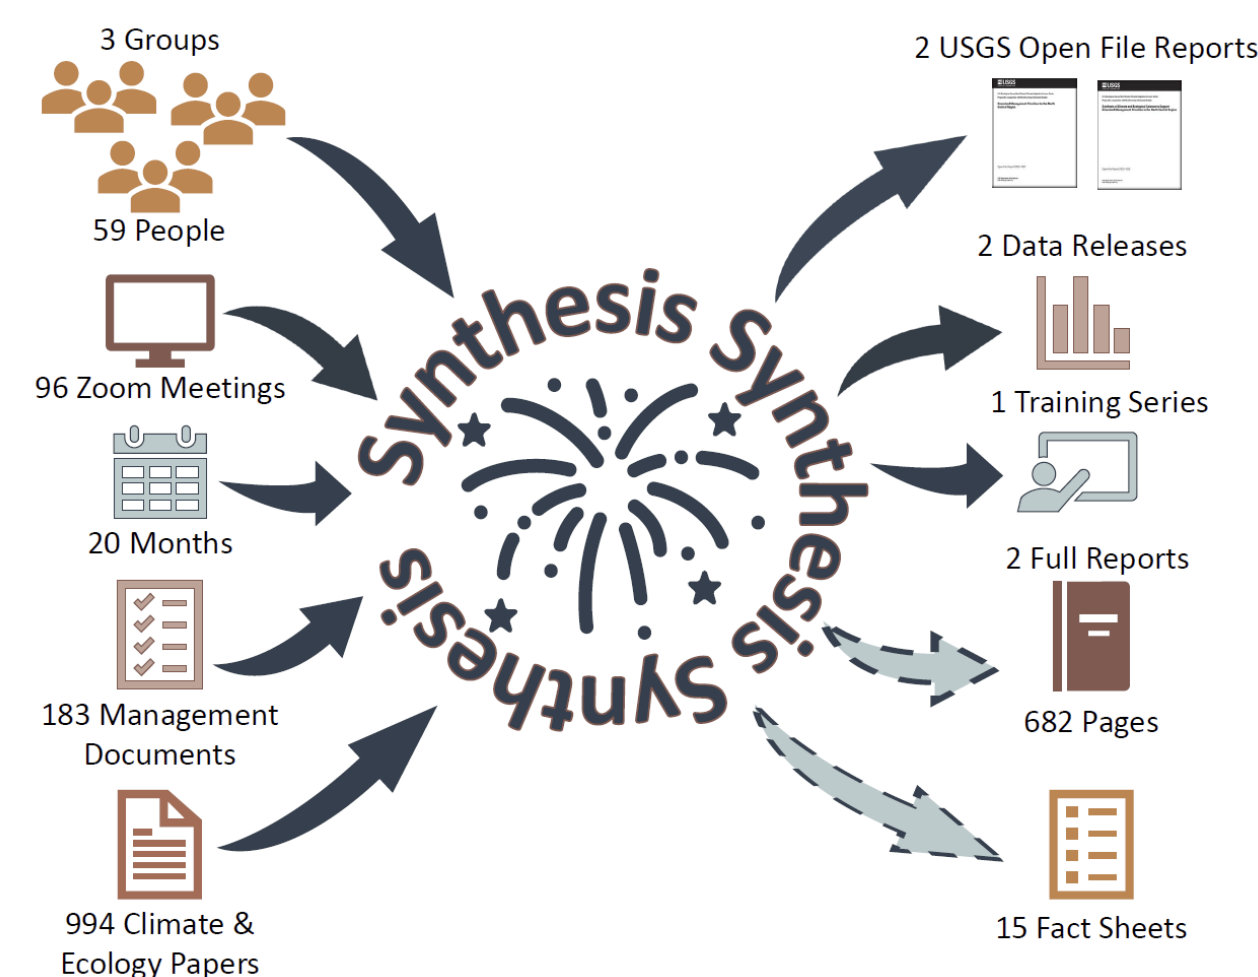 3 Groups
59 People
96 Zoom Meetings
20 Months
183 Management
Documents
994 Climate &
Ecology Papers
Synthesis Synthesis Synthesis
2 USGS Open File Reports
USGS
USGS
2 Data Releases
1 Training Series
2 Full Reports
682 Pages
15 Fact Sheets